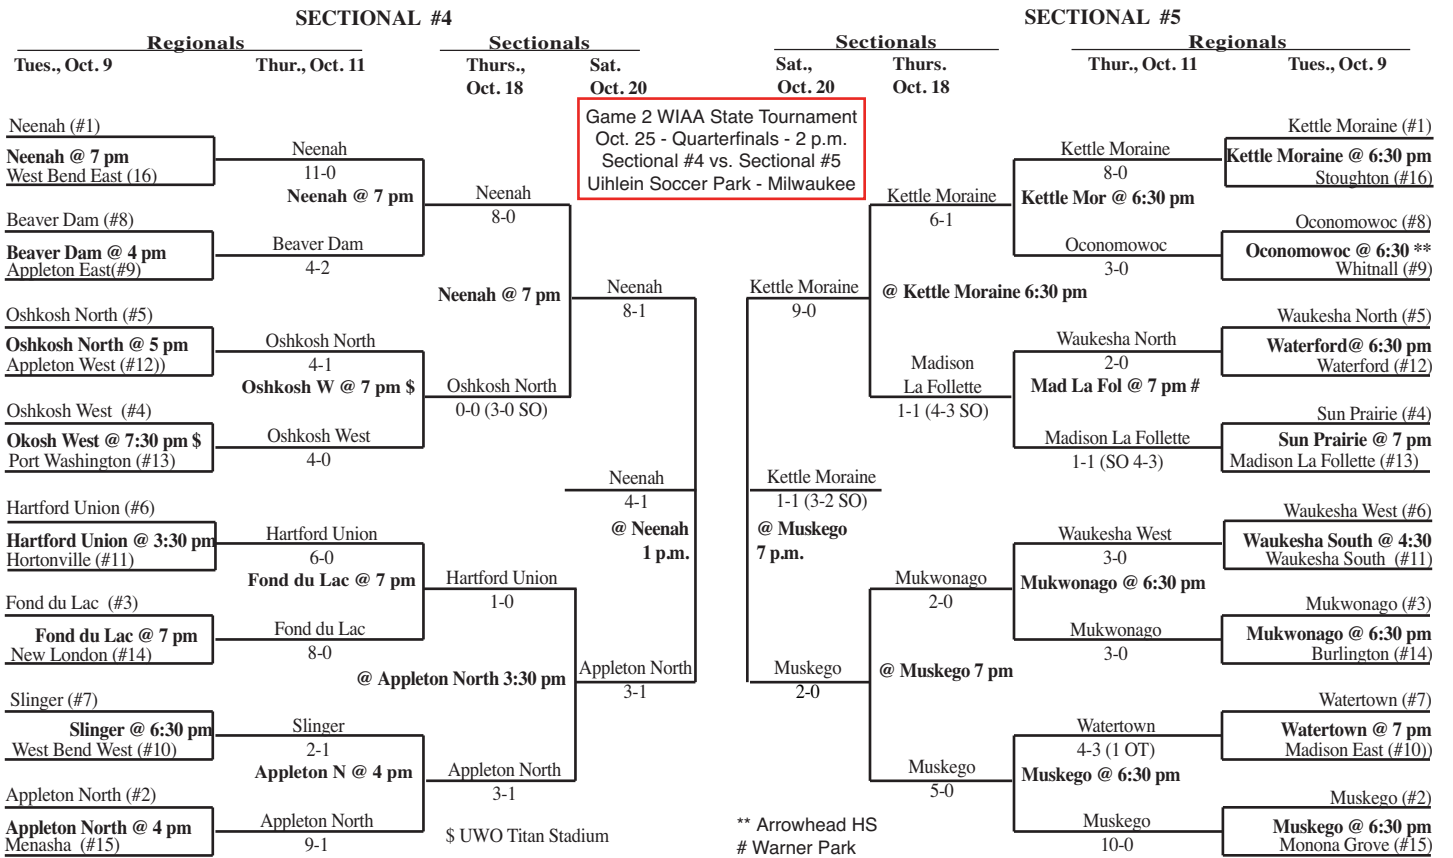 SECTIONAL #4
Regionals
Sectionals
Tues., Oct. 9
Thur., Oct. 11
Thurs.,
Oct. 18
Sat.
Oct. 20
Neenah (#1)
Neenah @ 7 pm
West Bend East (16)
Beaver Dam (#8)
Beaver Dam @ 4 pm
Appleton East(#9)
Oshkosh North (#5)
Oshkosh North @ 5 pm
Appleton West (#12))
Oshkosh West (#4)
Okosh West @ 7:30 pm $
Port Washington (#13)
Hartford Union (#6)
Hartford Union @ 3:30 pm
Hortonville (#11)
Fond du Lac (#3)
Fond du Lac @ 7 pm
New London (#14)
Slinger (#7)
Slinger @ 6:30 pm
West Bend West (#10)
Appleton North (#2)
Appleton North @ 4 pm
Menasha (#15)
Neenah
11-0
Neenah @ 7 pm
Beaver Dam
4-2
Oshkosh North
4-1
Oshkosh W @ 7 pm $
Oshkosh West
4-0
Hartford Union
6-0
Fond du Lac @ 7 pm
Fond du Lac
8-0
Slinger
2-1
Appleton N @ 4 pm
Appleton North
9-1
Neenah
8-0
Neenah @ 7 pm
Oshkosh North
0-0 (3-0 SO)
Hartford Union
1-0
@ Appleton North 3:30 pm
Appleton North
3-1
$ UWO Titan Stadium
Neenah
8-1
Neenah
4-1
@ Neenah
1 p.m.
Appleton North
3-1
Game 2 WIAA State Tournament
Oct. 25 - Quarterfinals - 2 p.m.
Sectional #4 vs. Sectional #5
Uihlein Soccer Park - Milwaukee
SECTIONAL #5
Sectionals
Regionals
Sat.,
Oct. 20
Thurs.
Oct. 18
Thur., Oct. 11
Tues., Oct. 9
Kettle Moraine
9-0
Kettle Moraine
1-1 (3-2 SO)
@ Muskego
7 p.m.
Muskego
2-0
** Arrowhead HS
# Warner Park
Kettle Moraine
6-1
@ Kettle Moraine 6:30 pm
Madison
La Follette
1-1 (4-3 SO)
Mukwonago
2-0
@ Muskego 7 pm
Muskego
5-0
Kettle Moraine
8-0
Kettle Mor @ 6:30 pm
Oconomowoc
3-0
Waukesha North
2-0
Mad La Fol @ 7 pm #
Madison La Follette
1-1 (SO 4-3)
Waukesha West
3-0
Mukwonago @ 6:30 pm
Mukwonago
3-0
Watertown
4-3 (1 OT)
Muskego @ 6:30 pm
Muskego
10-0
Kettle Moraine (#1)
Kettle Moraine @ 6:30 pm
Stoughton (#16)
Oconomowoc (#8)
Oconomowoc @ 6:30 **
Whitnall (#9)
Waukesha North (#5)
Waterford@ 6:30 pm
Waterford (#12)
Sun Prairie (#4)
Sun Prairie @ 7 pm
Madison La Follette (#13)
Waukesha West (#6)
Waukesha South @ 4:30
Waukesha South (#11)
Mukwonago (#3)
Mukwonago @ 6:30 pm
Burlington (#14)
Watertown (#7)
Watertown @ 7 pm
Madison East (#10))
Muskego (#2)
Muskego @ 6:30 pm
Monona Grove (#15)